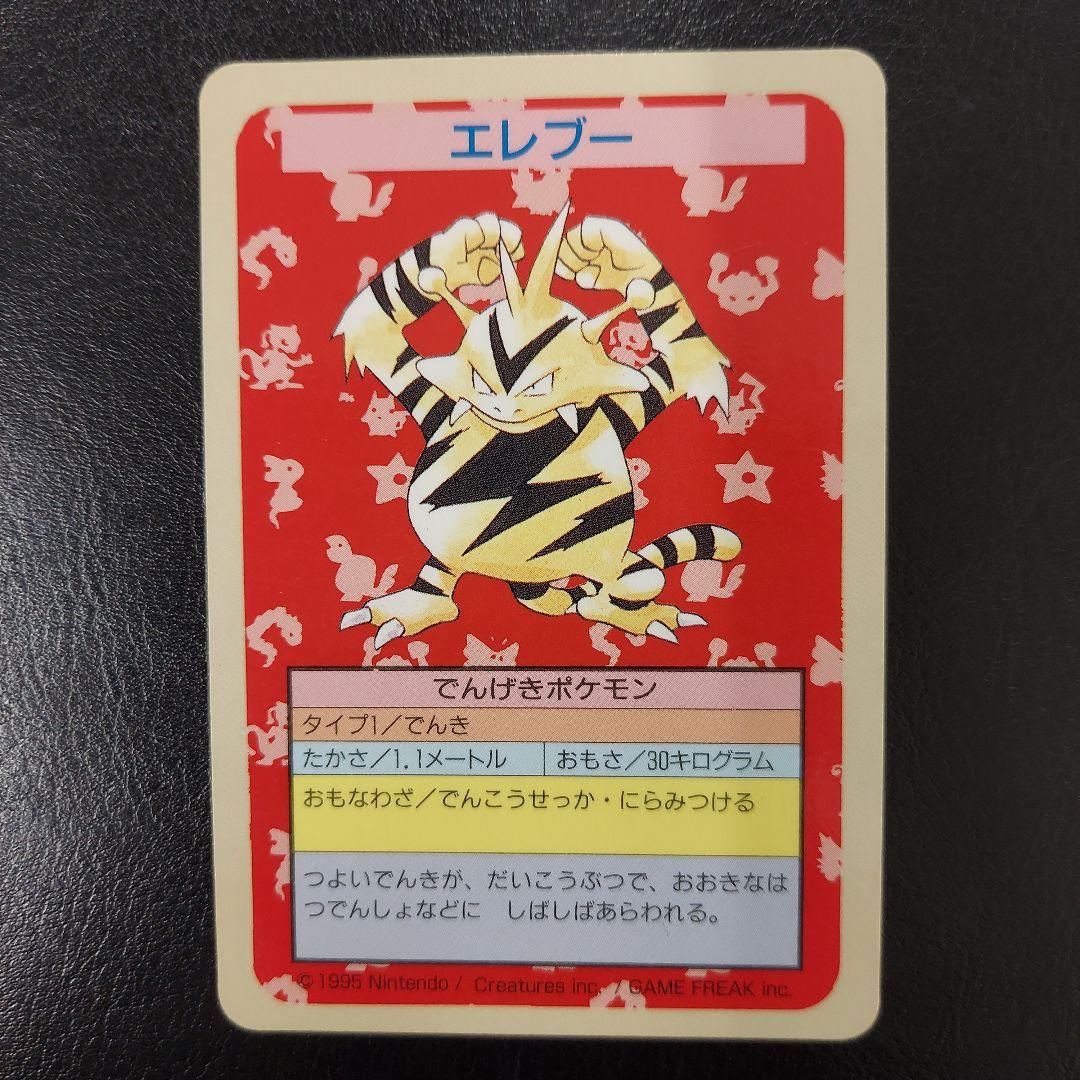 エレブー
でんげきポケモン
タイプ1/でんき
たかさ/1.1メートル おもさ/30キログラム
おもなわざ/でんこうせっか・にらみつける
つよいでんきが、だいこうぶつで、おおきなは
つでんしょなどに　しばしばあらわれる。
©1995 Nintendo / Creatures inc. / GAME FREAK inc.